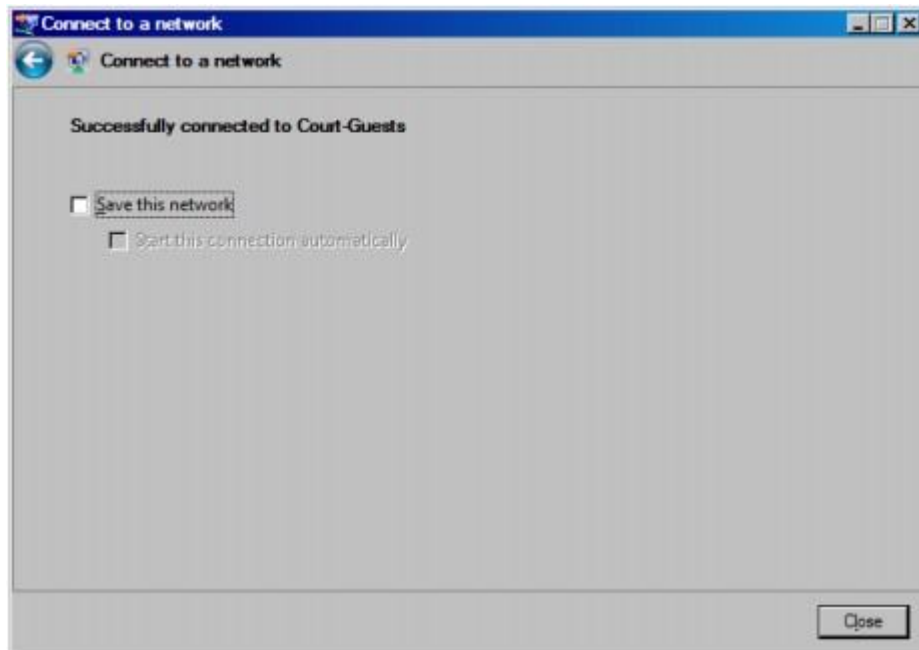 Connect to a network
Connect to a network
Successfully connected to Court-Guests
Save this network
Start this connection automatically
Close